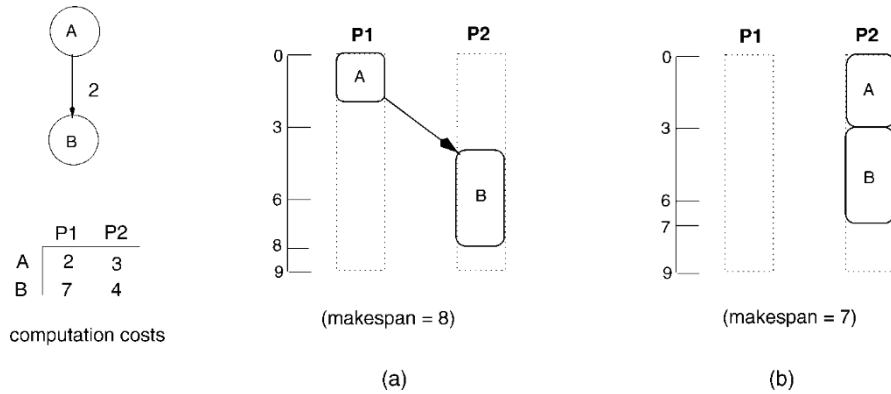 A
2
B
P1 P2
A 2 3
B 7 4
computation costs
P1 P2
0
3
6
8
9
A
B
(makespan = 8)
(a)
P1 P2
0
3
6
7
9
A
B
(makespan = 7)
(b)